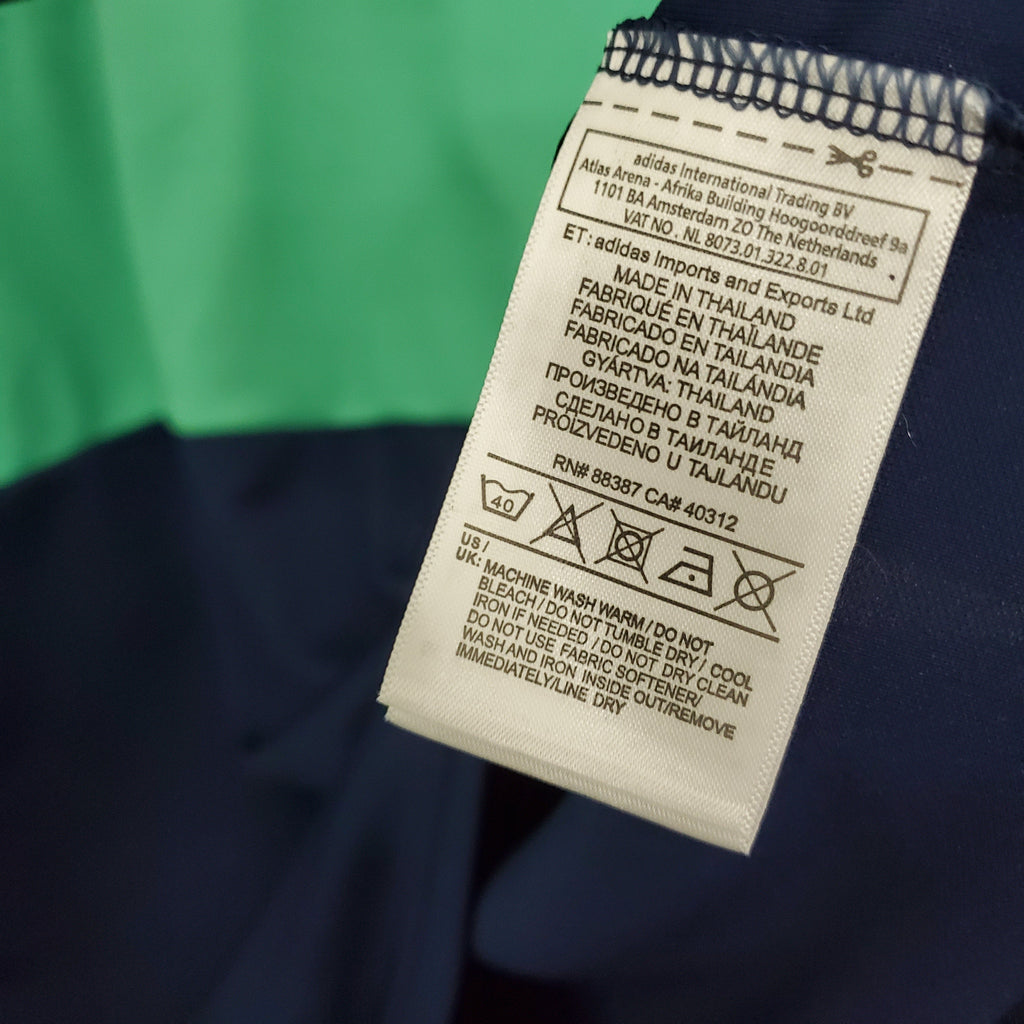 adidas International Trading BV
Atlas Arena - Afrika Building Hoogoorddreef 9a
1101 BA Amsterdam ZO The Netherlands
VAT NO . NL 8073.01.322.8.01
ET: adidas Imports and Exports Ltd
MADE IN THAILAND
FABRIQUÉ EN THAÏLANDE
FABRICADO EN TAILANDIA
FABRICADO NA TAILÁNDIA
GYÁRTVA: THAILAND
ПРОИЗВЕДЕНО В ТАЙЛАНД
СДЕЛАНО В ТАИЛАНДЕ
PROIZVEDENO U TAJLANDU
RN# 88387 CA# 40312
40
US /
UK: MACHINE WASH WARM / DO NOT
BLEACH / DO NOT TUMBLE DRY / COOL
IRON IF NEEDED / DO NOT DRY CLEAN
DO NOT USE FABRIC SOFTENER/
WASH AND IRON INSIDE OUT/REMOVE
IMMEDIATELY/LINE DRY